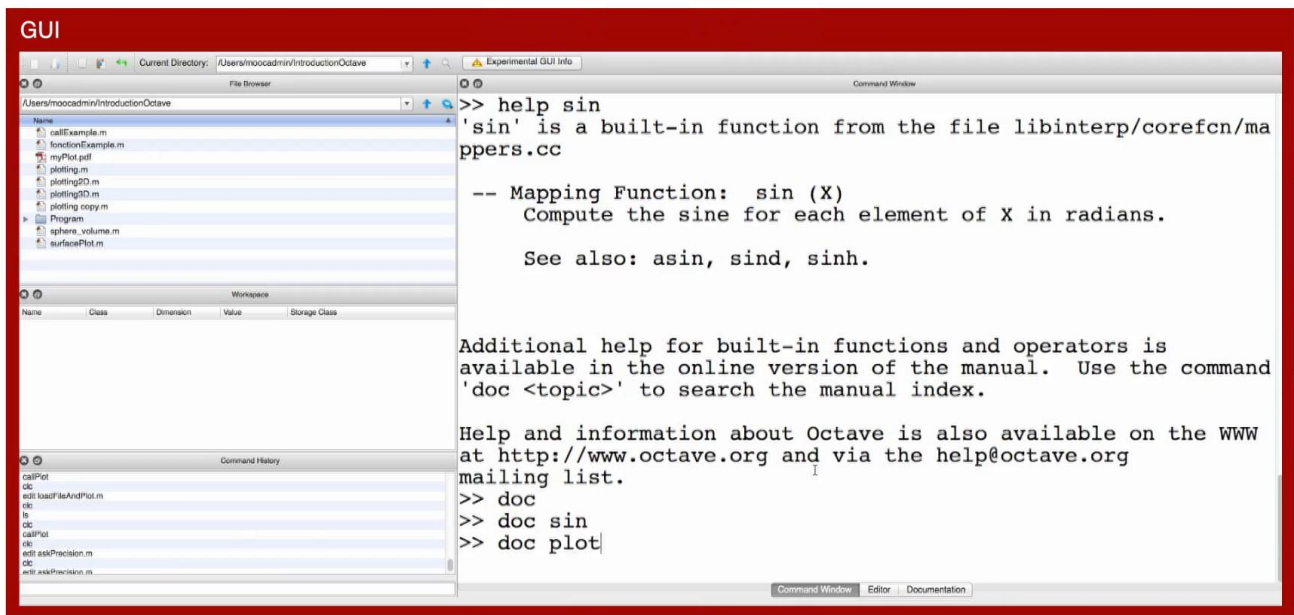 GUI
Current Directory: /Users/moocadmin/IntroductionOctave
Experimental GUI Info
File Browser
/Users/moocadmin/IntroductionOctave
Name
callExample.m
fonctionExample.m
myPlot.pdf
plotting.m
plotting2D.m
plotting3D.m
plotting copy.m
Program
sphere_volume.m
surfacePlot.m
Workspace
Name Class Dimension Value Storage Class
Command History
callPlot
clc
edit loadFileAndPlot.m
clc
ls
clc
callPlot
clc
edit askPrecision.m
clc
edit askPrecision.m
Command Window
>> help sin
'sin' is a built-in function from the file libinterp/corefcn/ma
ppers.cc
-- Mapping Function: sin (X)
Compute the sine for each element of X in radians.
See also: asin, sind, sinh.
Additional help for built-in functions and operators is
available in the online version of the manual. Use the command
'doc <topic>' to search the manual index.
Help and information about Octave is also available on the WWW
at http://www.octave.org and via the help@octave.org
mailing list.
>> doc
>> doc sin
>> doc plot
Command Window Editor Documentation